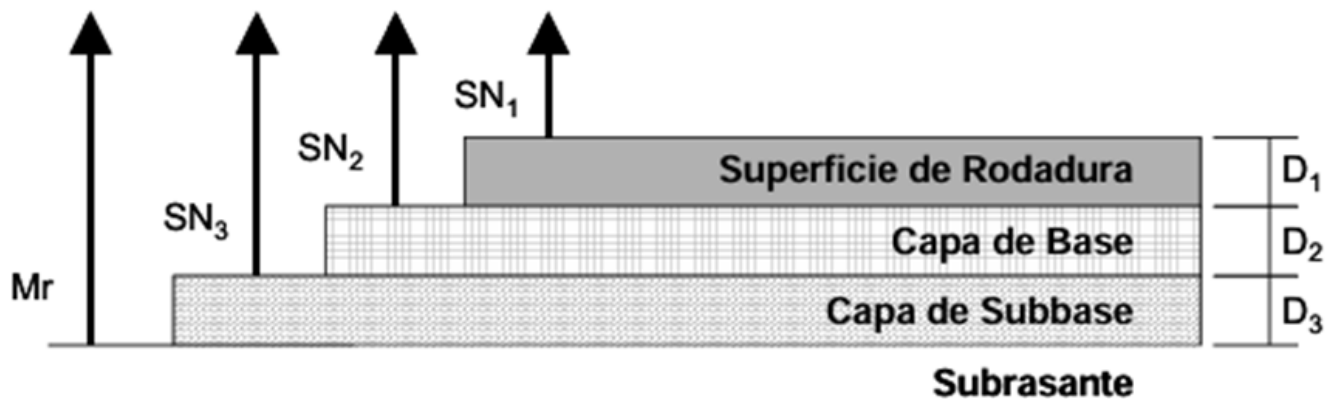 SN₁
Superficie de Rodadura
D₁
SN₂
Capa de Base
D₂
SN₃
Mr
Capa de Subbase
D₃
Subrasante